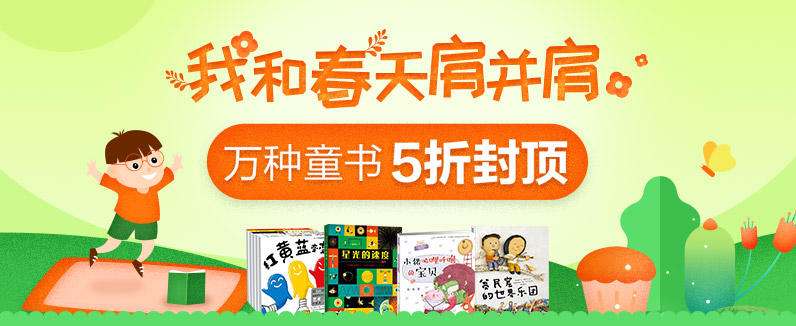 我和春天肩并肩
万种童书 5折封顶
红黄蓝
星光的速度
小猪呼噜呼噜
的宝贝
贫民窟
的世界乐团